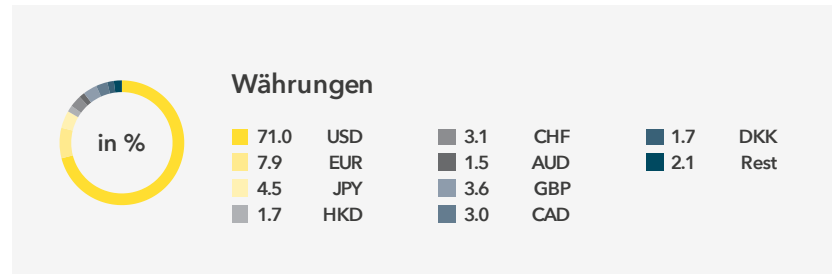 Währungen
in %
71.0 USD
7.9 EUR
4.5 JPY
1.7 HKD
3.1 CHF
1.5 AUD
3.6 GBP
3.0 CAD
1.7 DKK
2.1 Rest